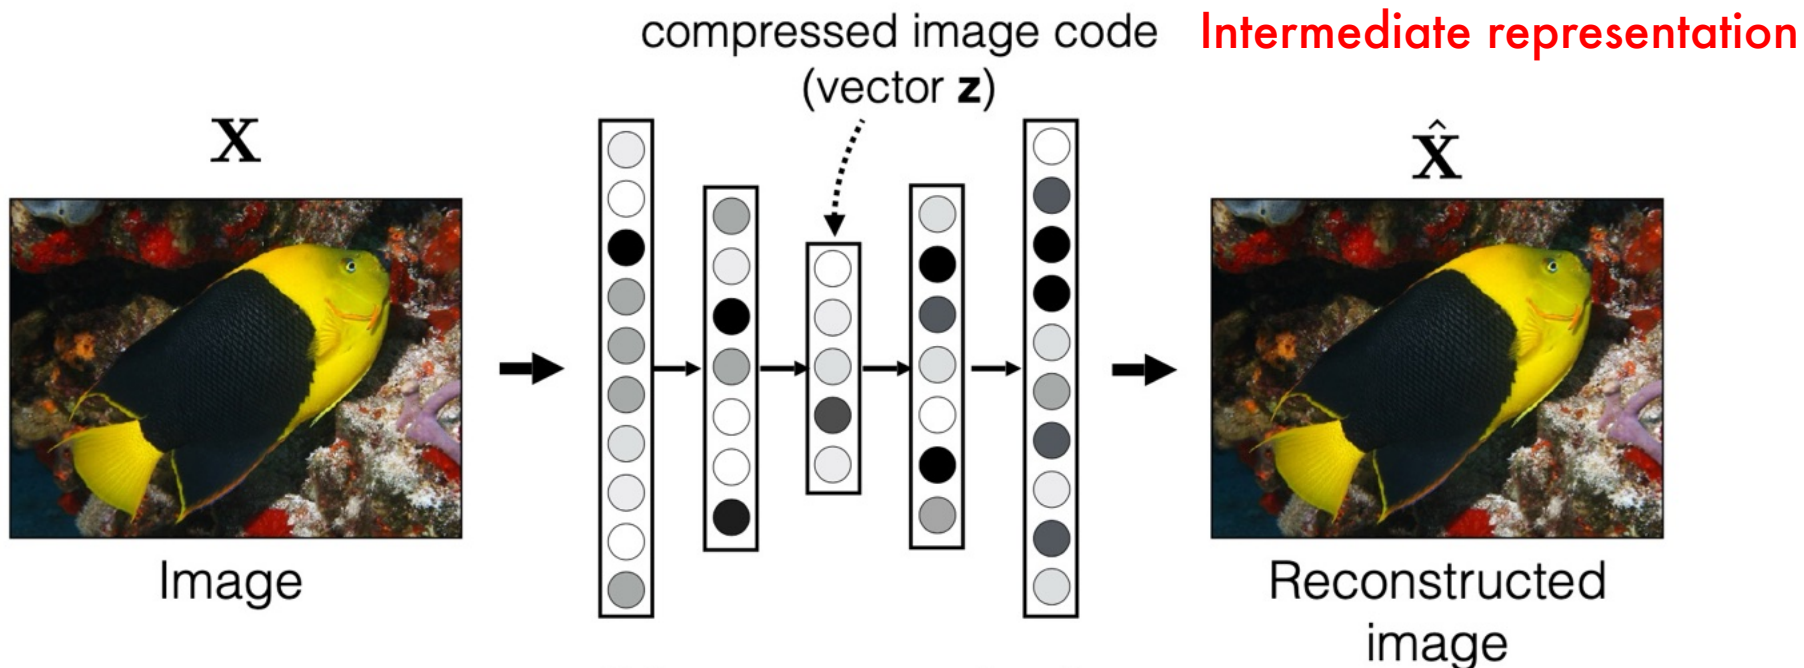 compressed image code
(vector z)
Intermediate representation
X
X̂
Image
Reconstructed
image